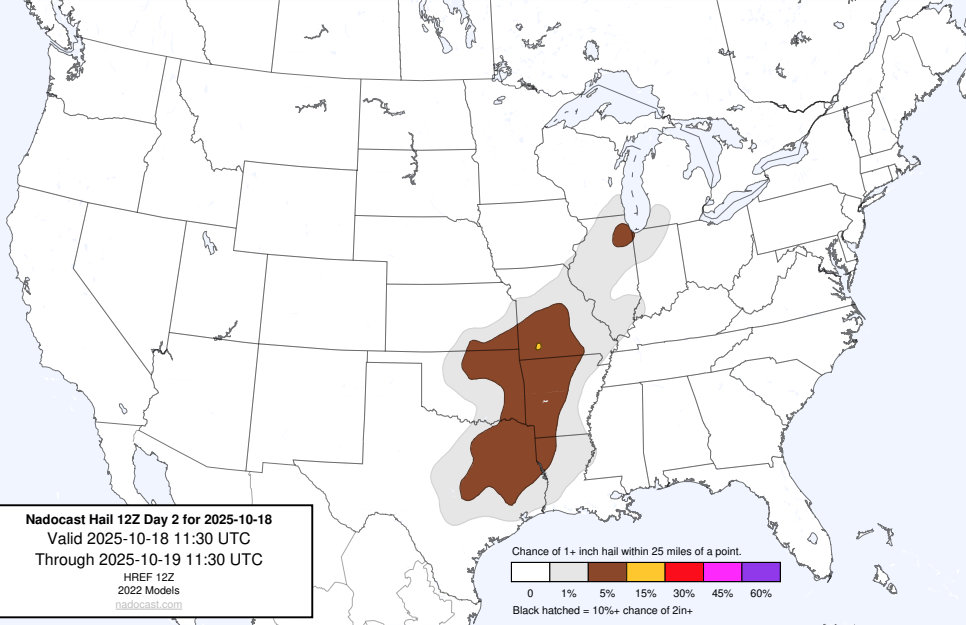 Nadocast Hail 12Z Day 2 for 2025-10-18
Valid 2025-10-18 11:30 UTC
Through 2025-10-19 11:30 UTC
HREF 12Z
2022 Models
nadocast.com
Chance of 1+ inch hail within 25 miles of a point.
0 1% 5% 15% 30% 45% 60%
Black hatched = 10%+ chance of 2in+